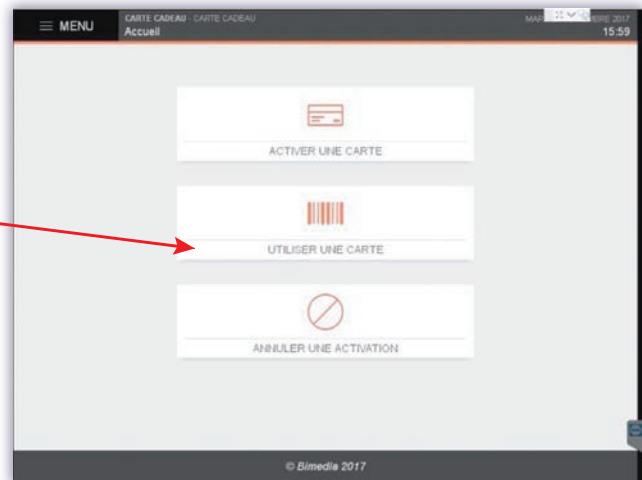 MENU
CARTE CADEAU - CARTE CADEAU
Accueil
2017
15:59
ACTIVER UNE CARTE
UTILISER UNE CARTE
ANNULER UNE ACTIVATION
© Bimedia 2017